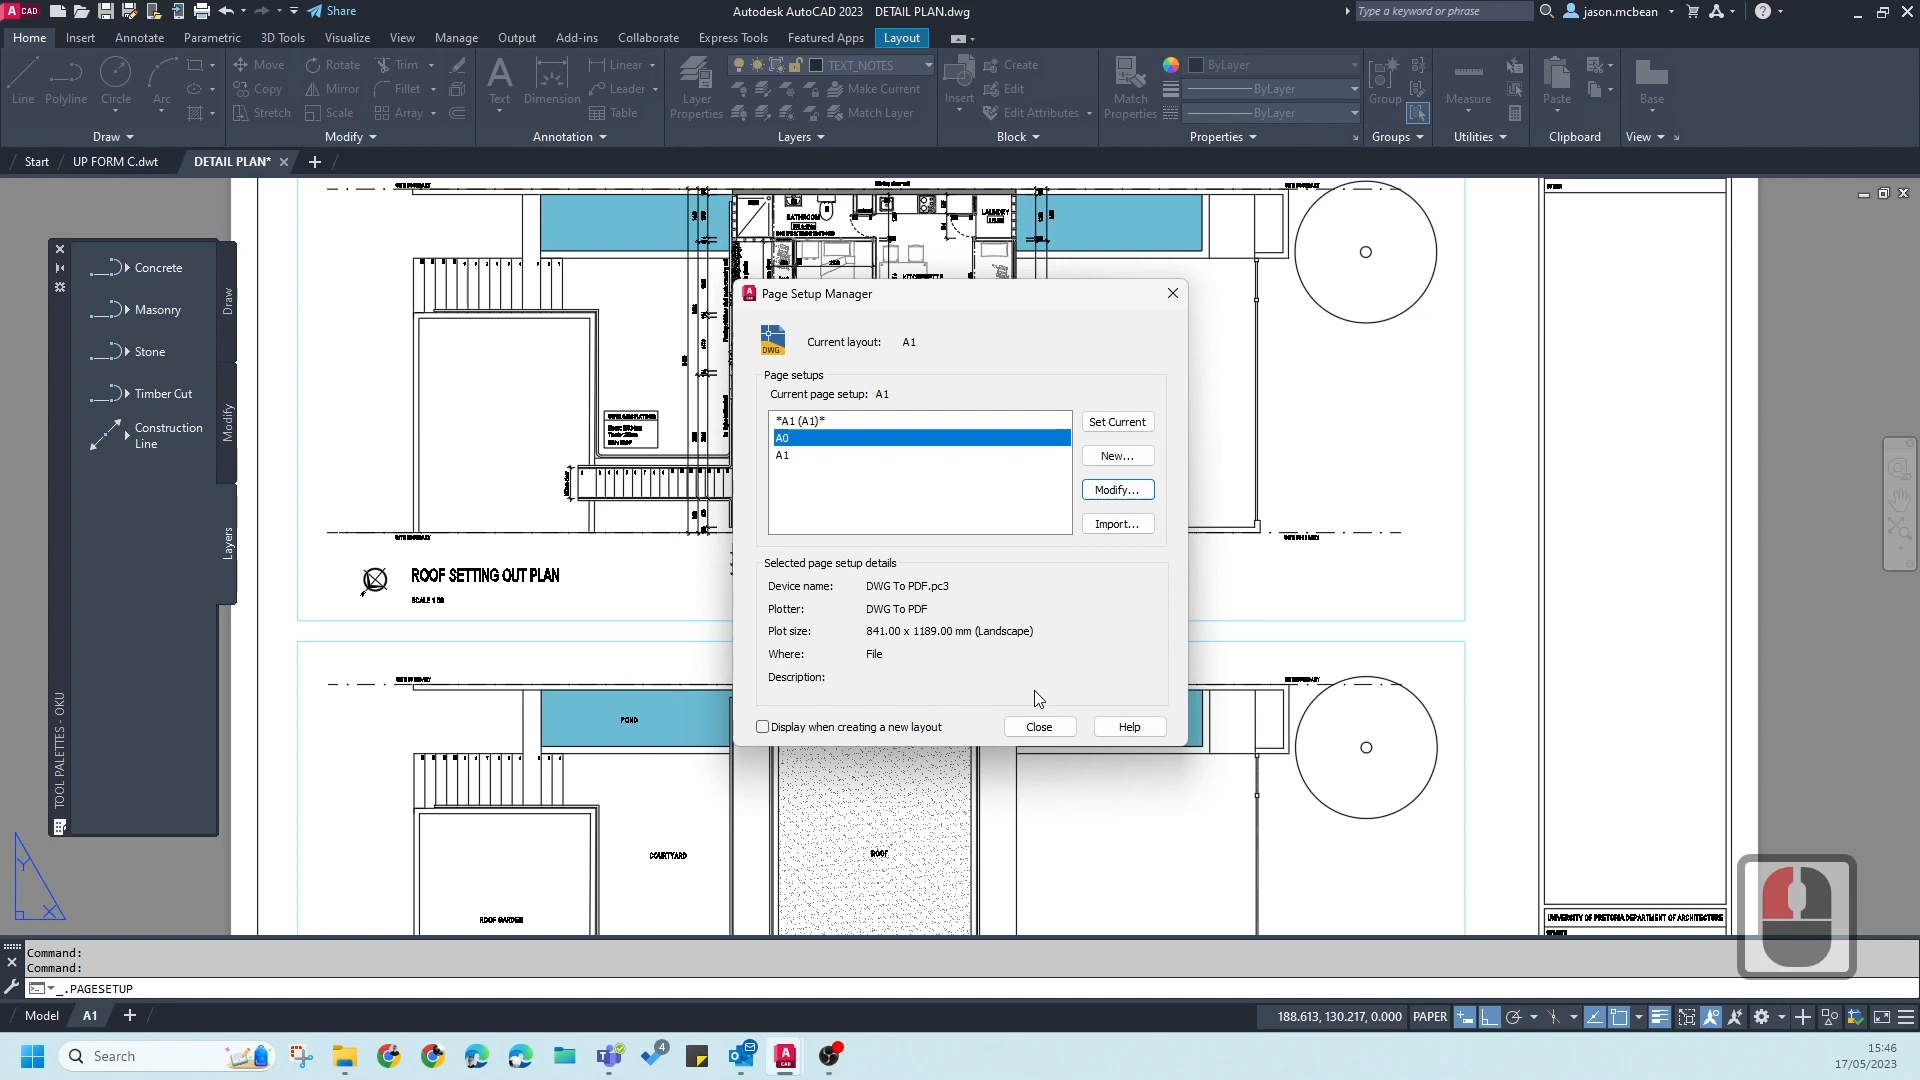 CAD
Share
Autodesk AutoCAD 2023 DETAIL PLAN.dwg
Type a keyword or phrase
jason.mcbean
Home Insert Annotate Parametric 3D Tools Visualize View Manage Output Add-ins Collaborate Express Tools Featured Apps Layout
Line Polyline Circle Arc
Draw
Move Rotate Trim
Copy Mirror Fillet
Stretch Scale Array
Modify
Text Dimension
Linear
Leader
Table
Annotation
Layer
Properties
TEXT_NOTES
Make Current
Match Layer
Layers
Insert
Create
Edit
Edit Attributes
Block
Match
Properties
ByLayer
ByLayer
ByLayer
Properties
Group
Groups
Measure
Utilities
Paste
Clipboard
Base
View
Start UP FORM C.dwt DETAIL PLAN*
Concrete
Masonry
Stone
Timber Cut
Construction
Line
Draw
Modify
Layers
TOOL PALETTES - OKU
BATHROOM
LAUNDRY
ROOF SETTING OUT PLAN
POND
COURTYARD
ROOF
ROOF GARDEN
UNIVERSITY OF PRETORIA DEPARTMENT OF ARCHITECTURE
Page Setup Manager
DWG
Current layout: A1
Page setups
Current page setup: A1
*A1 (A1)*
A0
A1
Set Current
New...
Modify...
Import...
Selected page setup details
Device name: DWG To PDF.pc3
Plotter: DWG To PDF
Plot size: 841.00 x 1189.00 mm (Landscape)
Where: File
Description:
Display when creating a new layout
Close
Help
Y
X
Command:
Command:
_.PAGESETUP
Model A1
188.613, 130.217, 0.000 PAPER
Search
4
CAD
15:46
17/05/2023